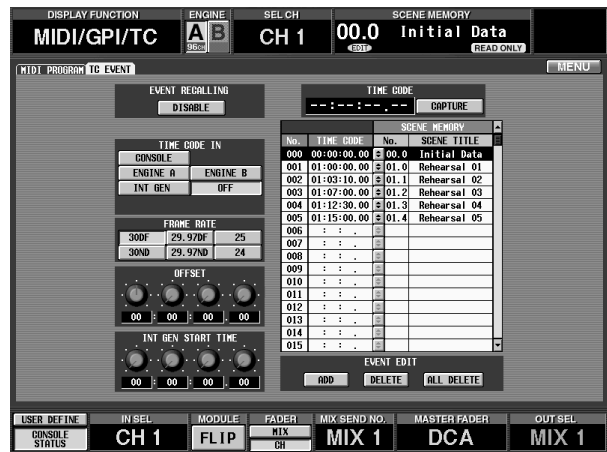 DISPLAY FUNCTION ENGINE SEL CH SCENE MEMORY
MIDI/GPI/TC A B CH 1 00.0 Initial Data
96CH EDIT READ ONLY
MIDI PROGRAM TC EVENT MENU
EVENT RECALLING TIME CODE
DISABLE --:--:--.-- CAPTURE
SCENE MEMORY
TIME CODE IN No. TIME CODE No. SCENE TITLE
CONSOLE 000 00:00:00.00 00.0 Initial Data
001 01:00:00.00 01.0 Rehearsal 01
ENGINE A ENGINE B 002 01:03:10.00 01.1 Rehearsal 02
INT GEN OFF 003 01:07:00.00 01.2 Rehearsal 03
004 01:12:30.00 01.3 Rehearsal 04
005 01:15:00.00 01.4 Rehearsal 05
FRAME RATE 006 : : .
30DF 29.97DF 25 007 : : .
30ND 29.97ND 24 008 : : .
009 : : .
OFFSET 010 : : .
011 : : .
012 : : .
00 : 00 : 00 . 00 013 : : .
INT GEN START TIME 014 : : .
015 : : .
EVENT EDIT
00 : 00 : 00 . 00 ADD DELETE ALL DELETE
USER DEFINE IN SEL MODULE FADER MIX SEND NO. MASTER FADER OUT SEL
CONSOLE STATUS CH 1 FLIP MIX CH MIX 1 DCA MIX 1